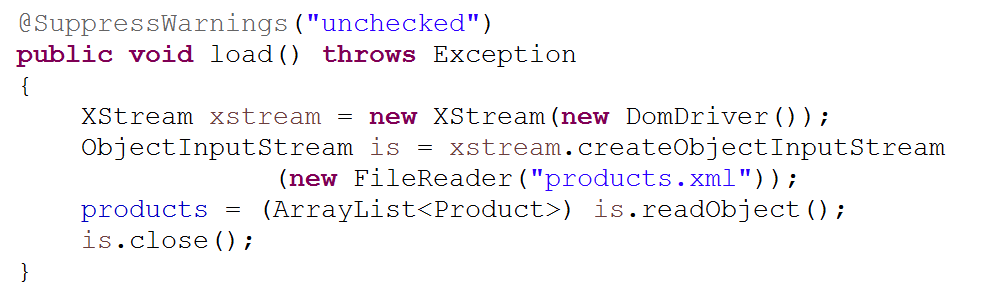 @SuppressWarnings("unchecked")
public void load() throws Exception
{
XStream xstream = new XStream(new DomDriver());
ObjectInputStream is = xstream.createObjectInputStream
(new FileReader("products.xml"));
products = (ArrayList<Product>) is.readObject();
is.close();
}